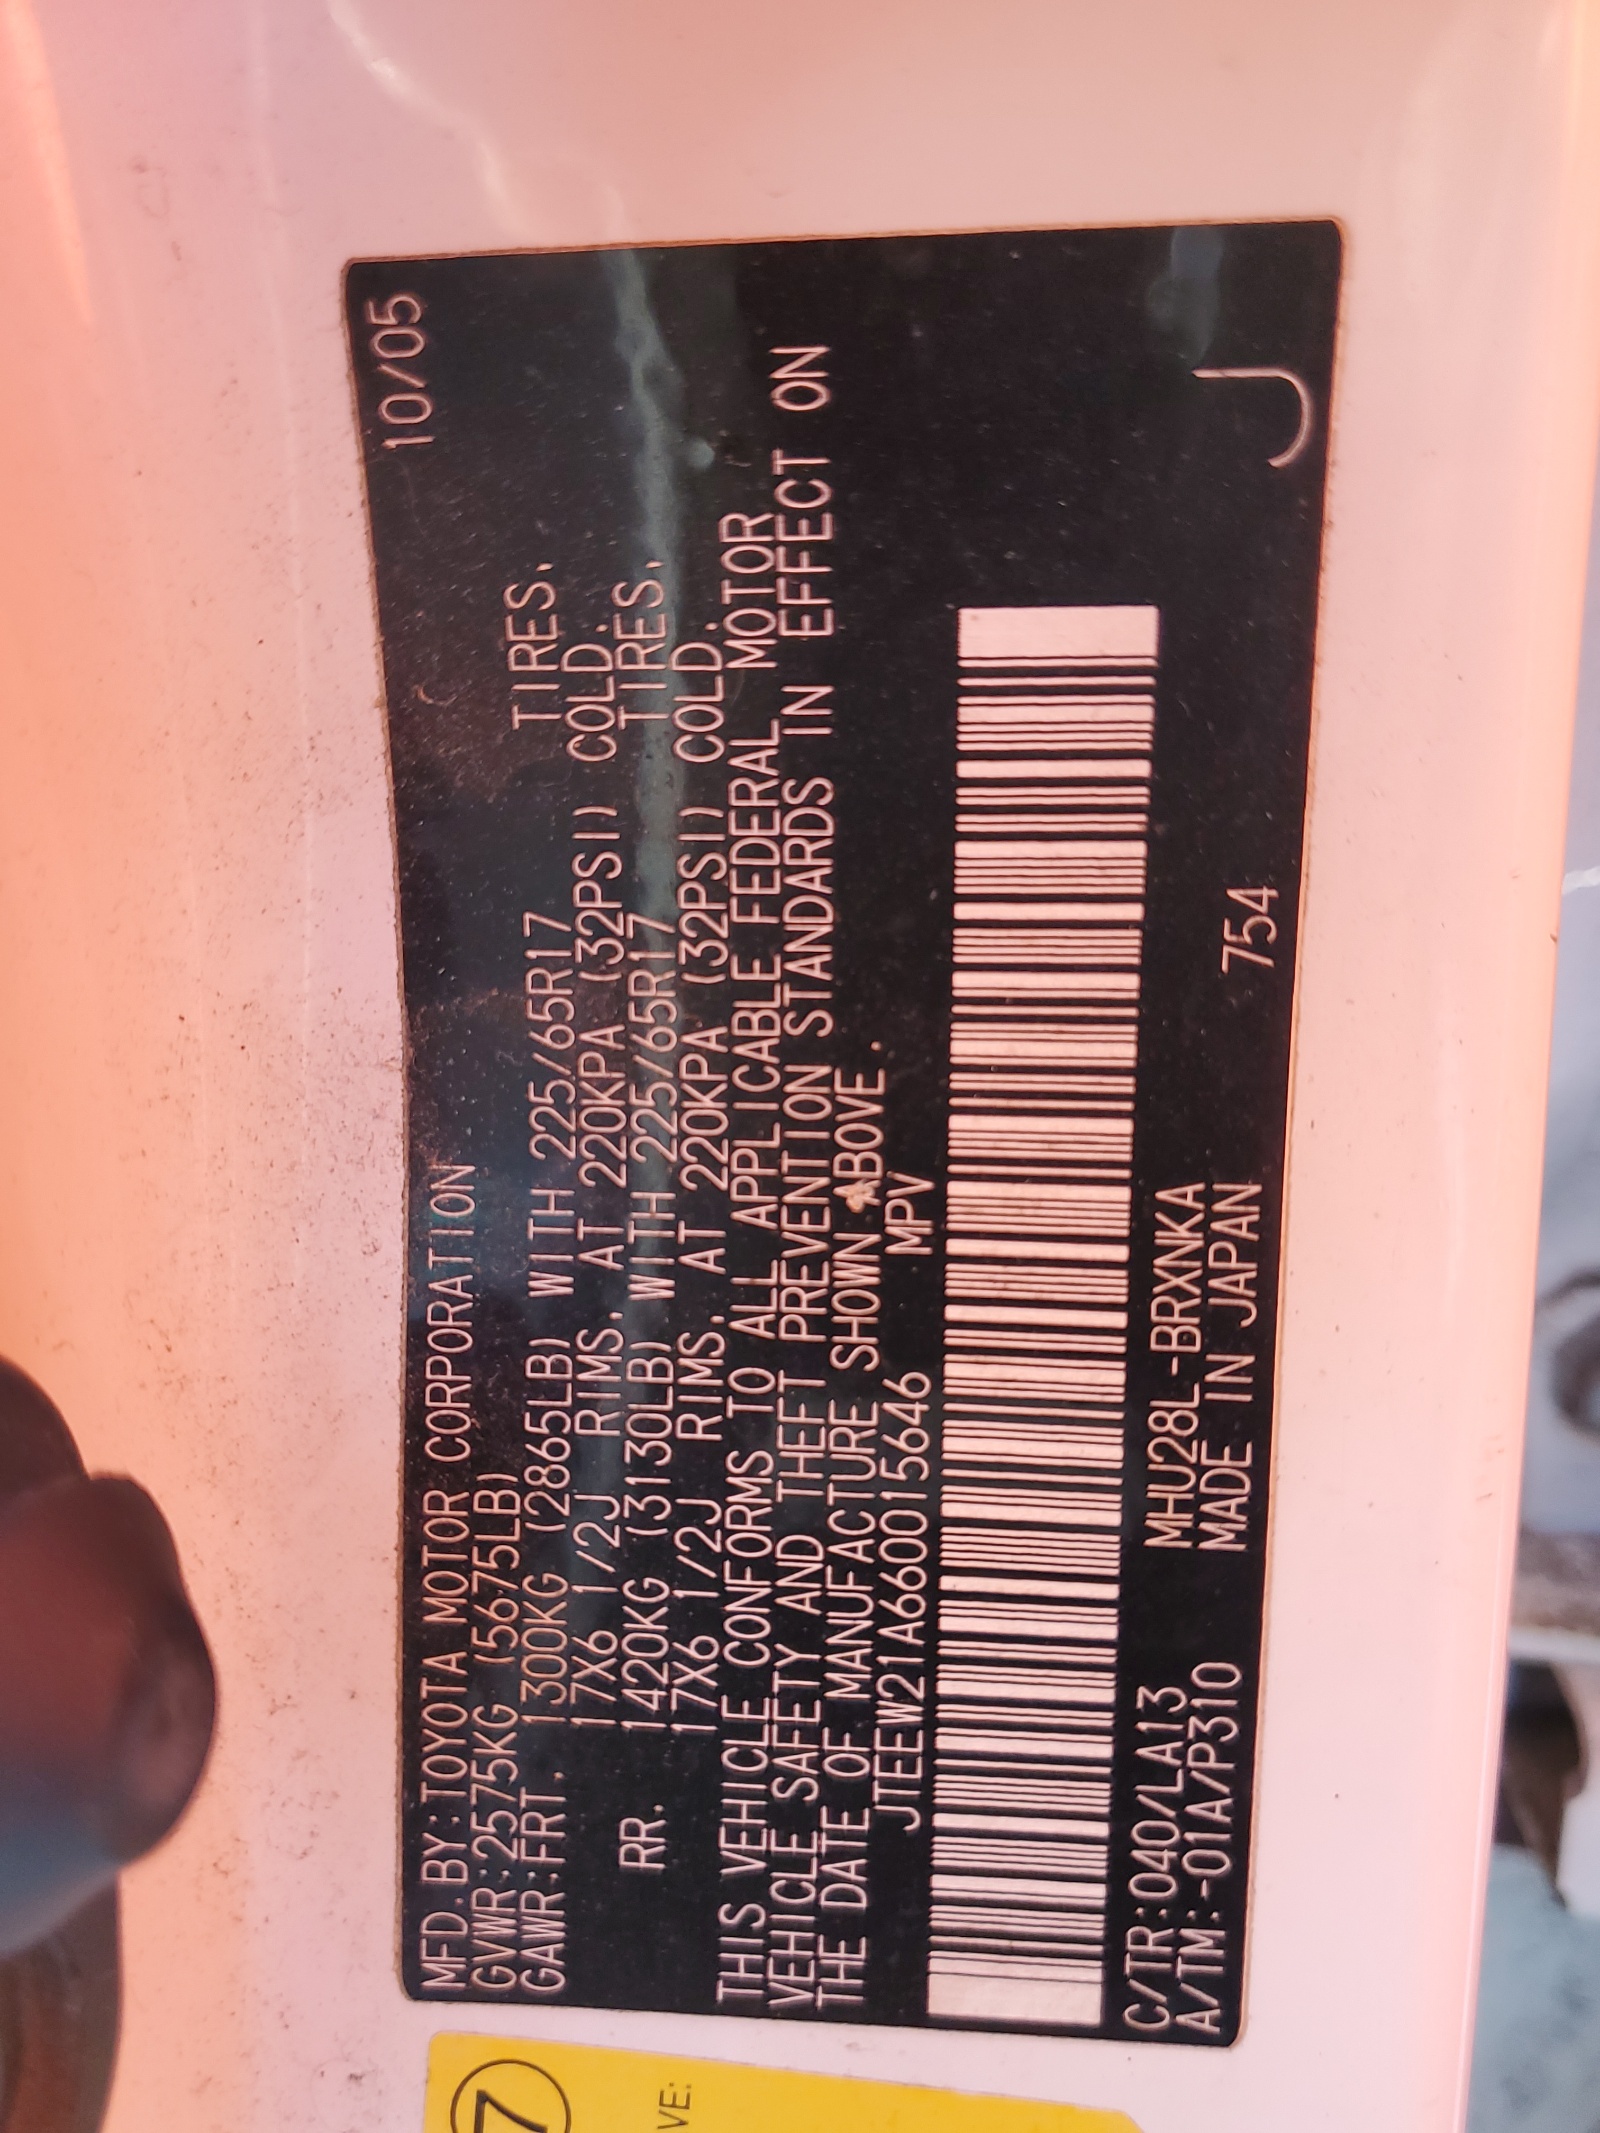 MFD.BY:TOYOTA MOTOR CORPORATION 10/05
GVWR:2575KG (5675LB)
GAWR:FRT. 1300KG (2865LB) WITH 225/65R17 TIRES.
17X6 1/2J RIMS. AT 220KPA (32PSI) COLD.
RR. 1420KG (3130LB) WITH 225/65R17 TIRES.
17X6 1/2J RIMS. AT 220KPA (32PSI) COLD.
THIS VEHICLE CONFORMS TO ALL APPLICABLE FEDERAL MOTOR
VEHICLE SAFETY AND THEFT PREVENTION STANDARDS IN EFFECT ON
THE DATE OF MANUFACTURE SHOWN ABOVE.
JTEEW21A660015646 MPV
C/TR:040/LA13 MHU28L-BRXNKA
A/TM:-01A/P310 MADE IN JAPAN 754
J
7
VE: